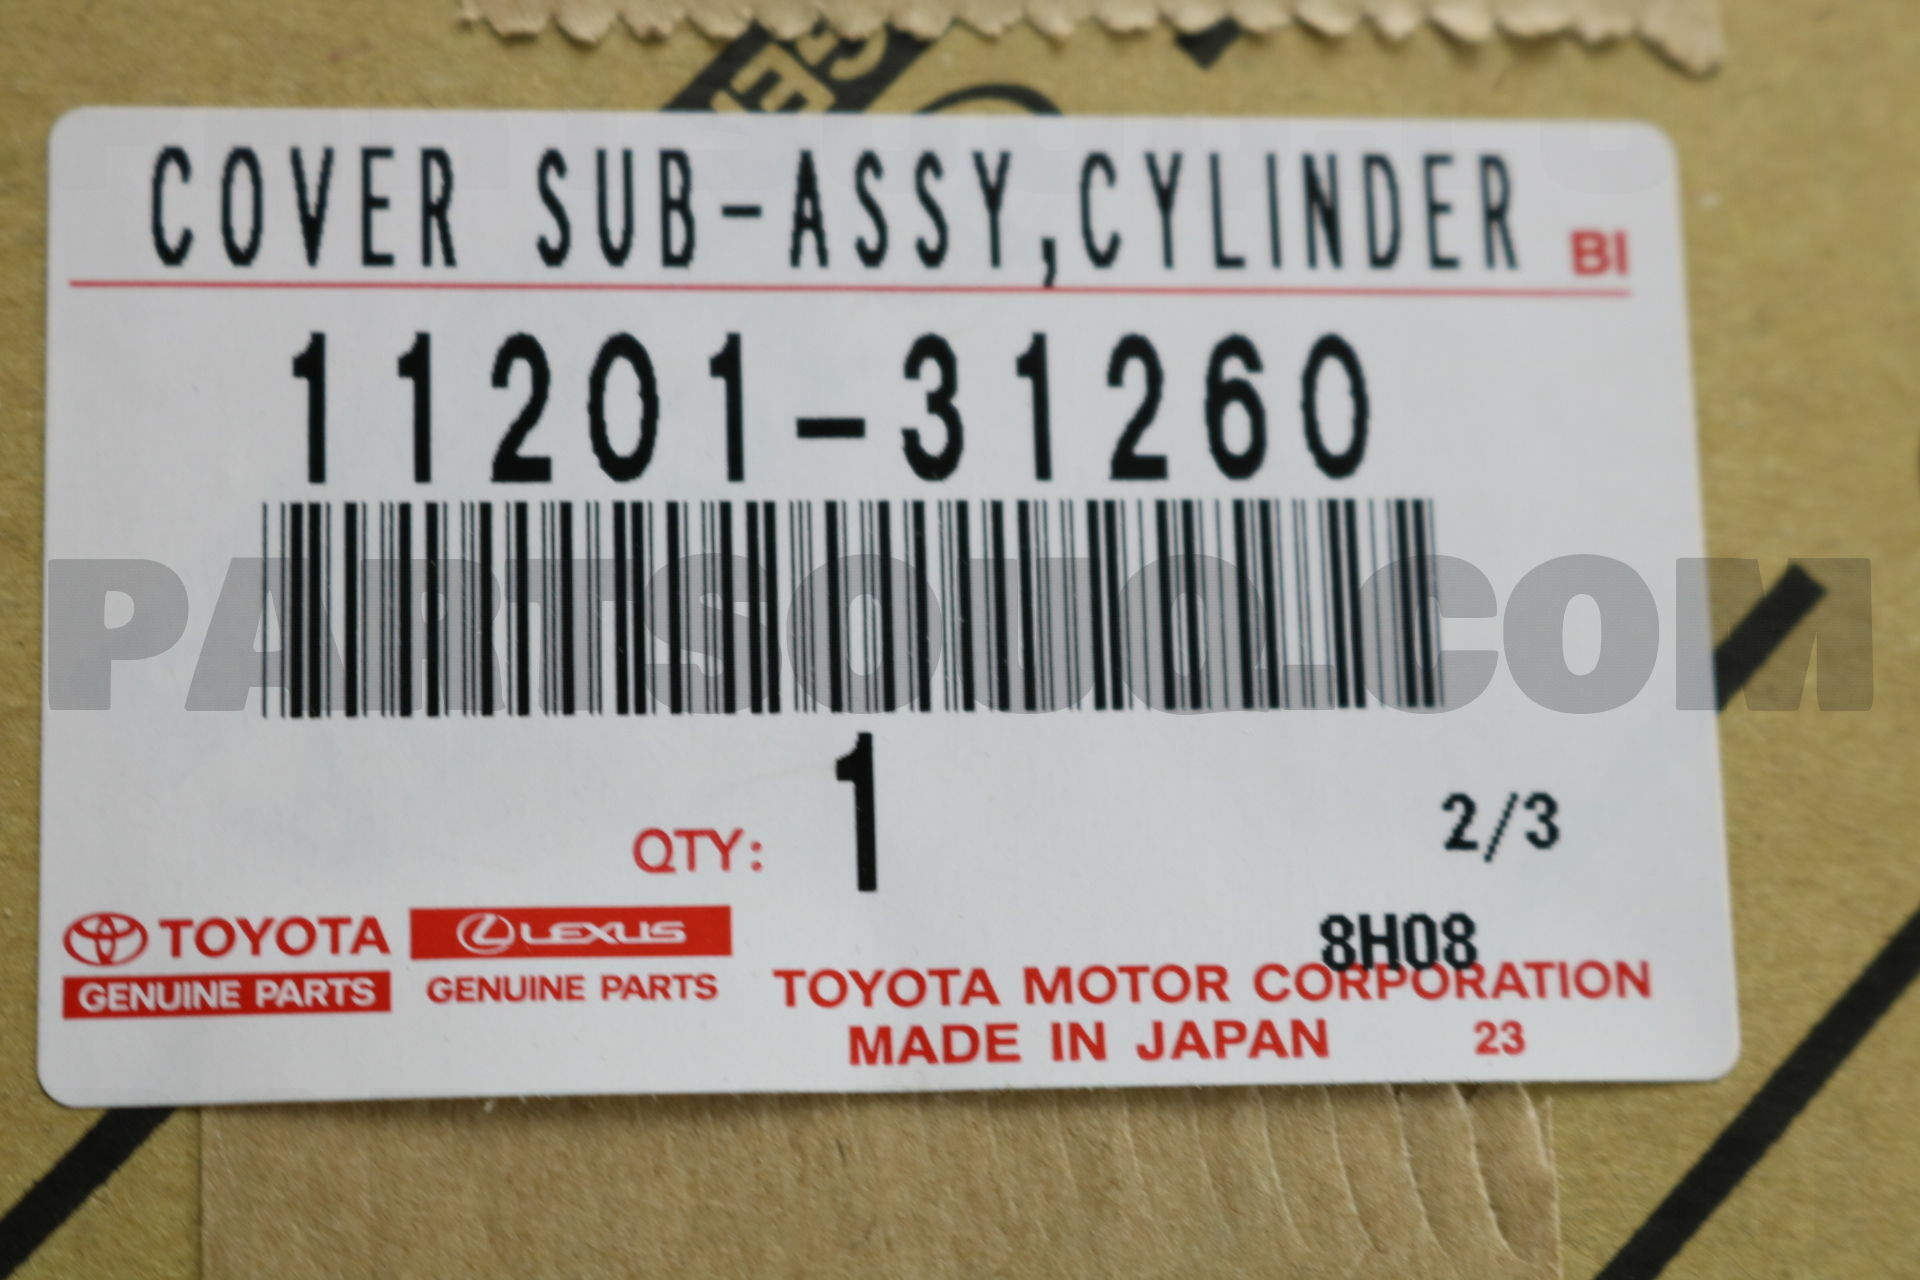 GEN
COVER SUB-ASSY,CYLINDER BI
11201-31260
PARTSOUQ.COM
QTY: 1 2/3
8H08
TOYOTA LEXUS
GENUINE PARTS GENUINE PARTS TOYOTA MOTOR CORPORATION
MADE IN JAPAN 23